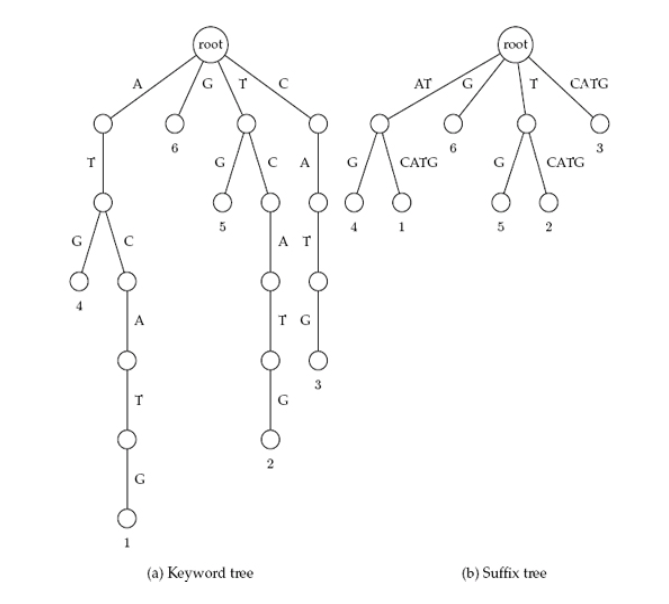 root root
A G T C AT G T CATG
6 6 3
T G C A G CATG G CATG
5 4 1 5 2
G C A T
4
A T G
3
T G
2
G
1
(a) Keyword tree (b) Suffix tree